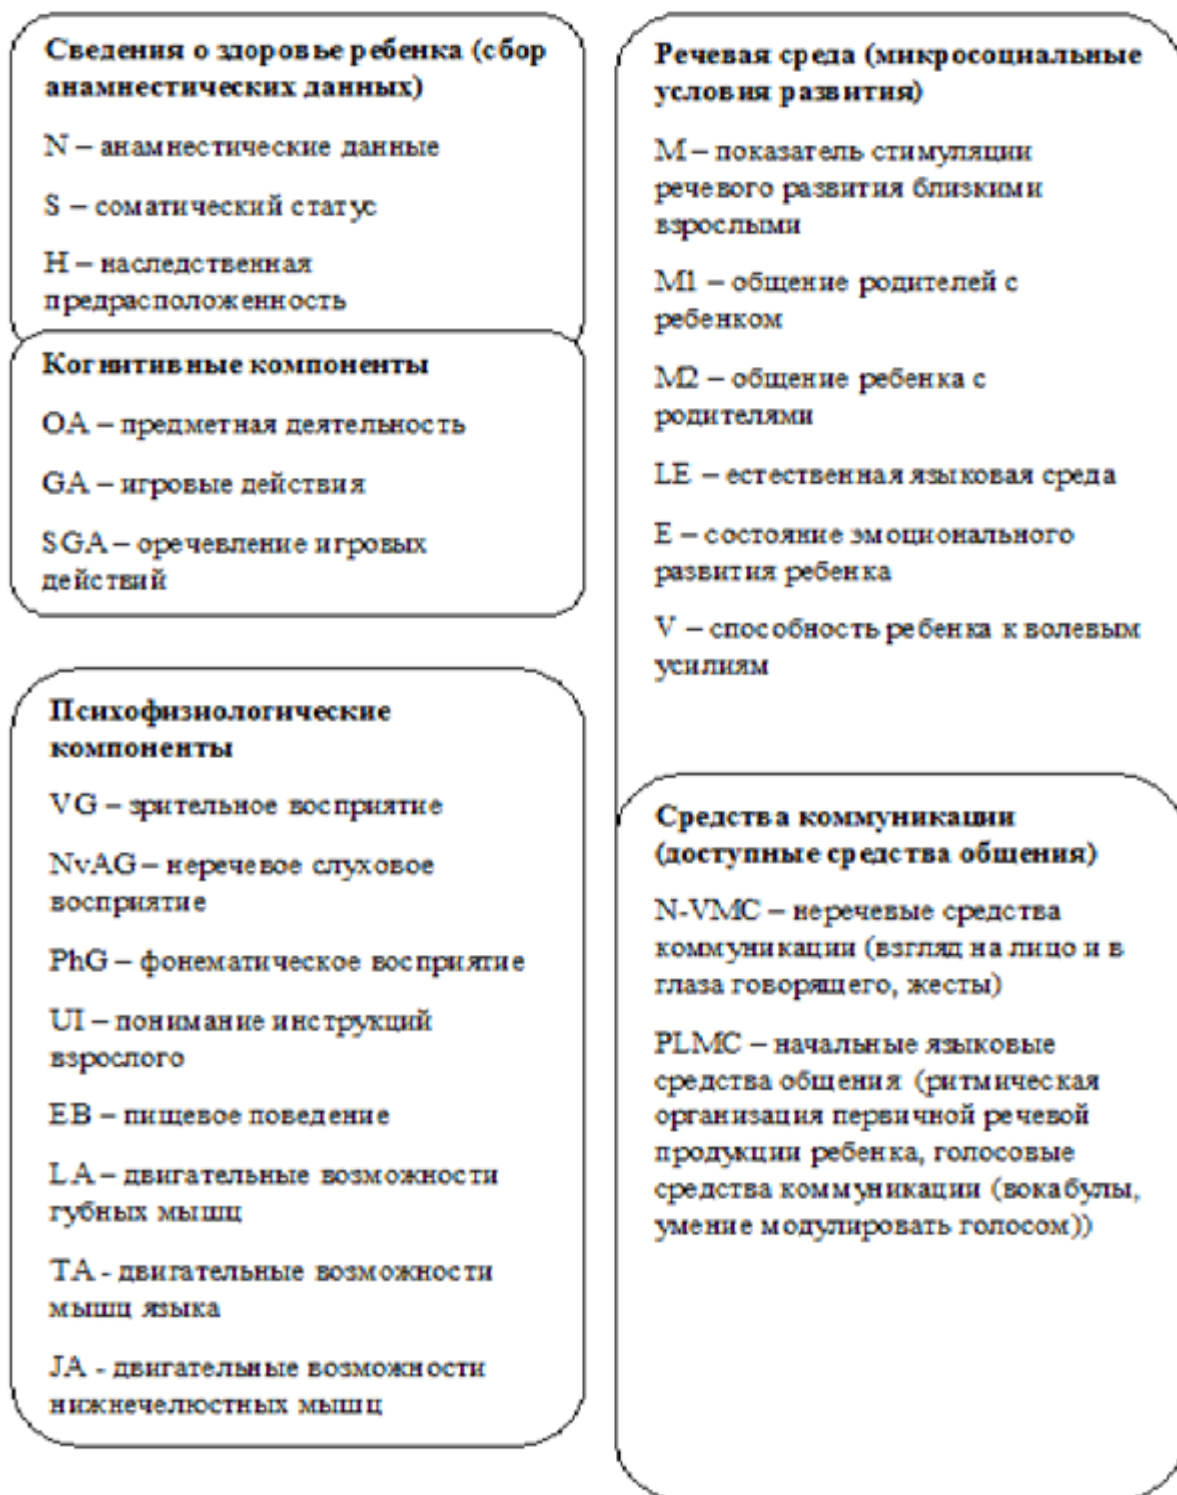 Сведения о здоровье ребенка (сбор
анамнестических данных)
N – анамнестические данные
S – соматический статус
H – наследственная
предрасположенность
Когнитивные компоненты
OA – предметная деятельность
GA – игровые действия
SGA – оречевление игровых
действий
Психофизиологические
компоненты
VG – зрительное восприятие
NvAG – неречевое слуховое
восприятие
PhG – фонематическое восприятие
UI – понимание инструкций
взрослого
EB – пищевое поведение
LA – двигательные возможности
губных мышц
TA - двигательные возможности
мышц языка
JA - двигательные возможности
нижнечелюстных мышц
Речевая среда (микросоциальные
условия развития)
M – показатель стимуляции
речевого развития близкими
взрослыми
M1 – общение родителей с
ребенком
M2 – общение ребенка с
родителями
LE – естественная языковая среда
E – состояние эмоционального
развития ребенка
V – способность ребенка к волевым
усилиям
Средства коммуникации
(доступные средства общения)
N-VMC – неречевые средства
коммуникации (взгляд на лицо и в
глаза говорящего, жесты)
PLMC – начальные языковые
средства общения (ритмическая
организация первичной речевой
продукции ребенка, голосовые
средства коммуникации (вокабулы,
умение модулировать голосом))